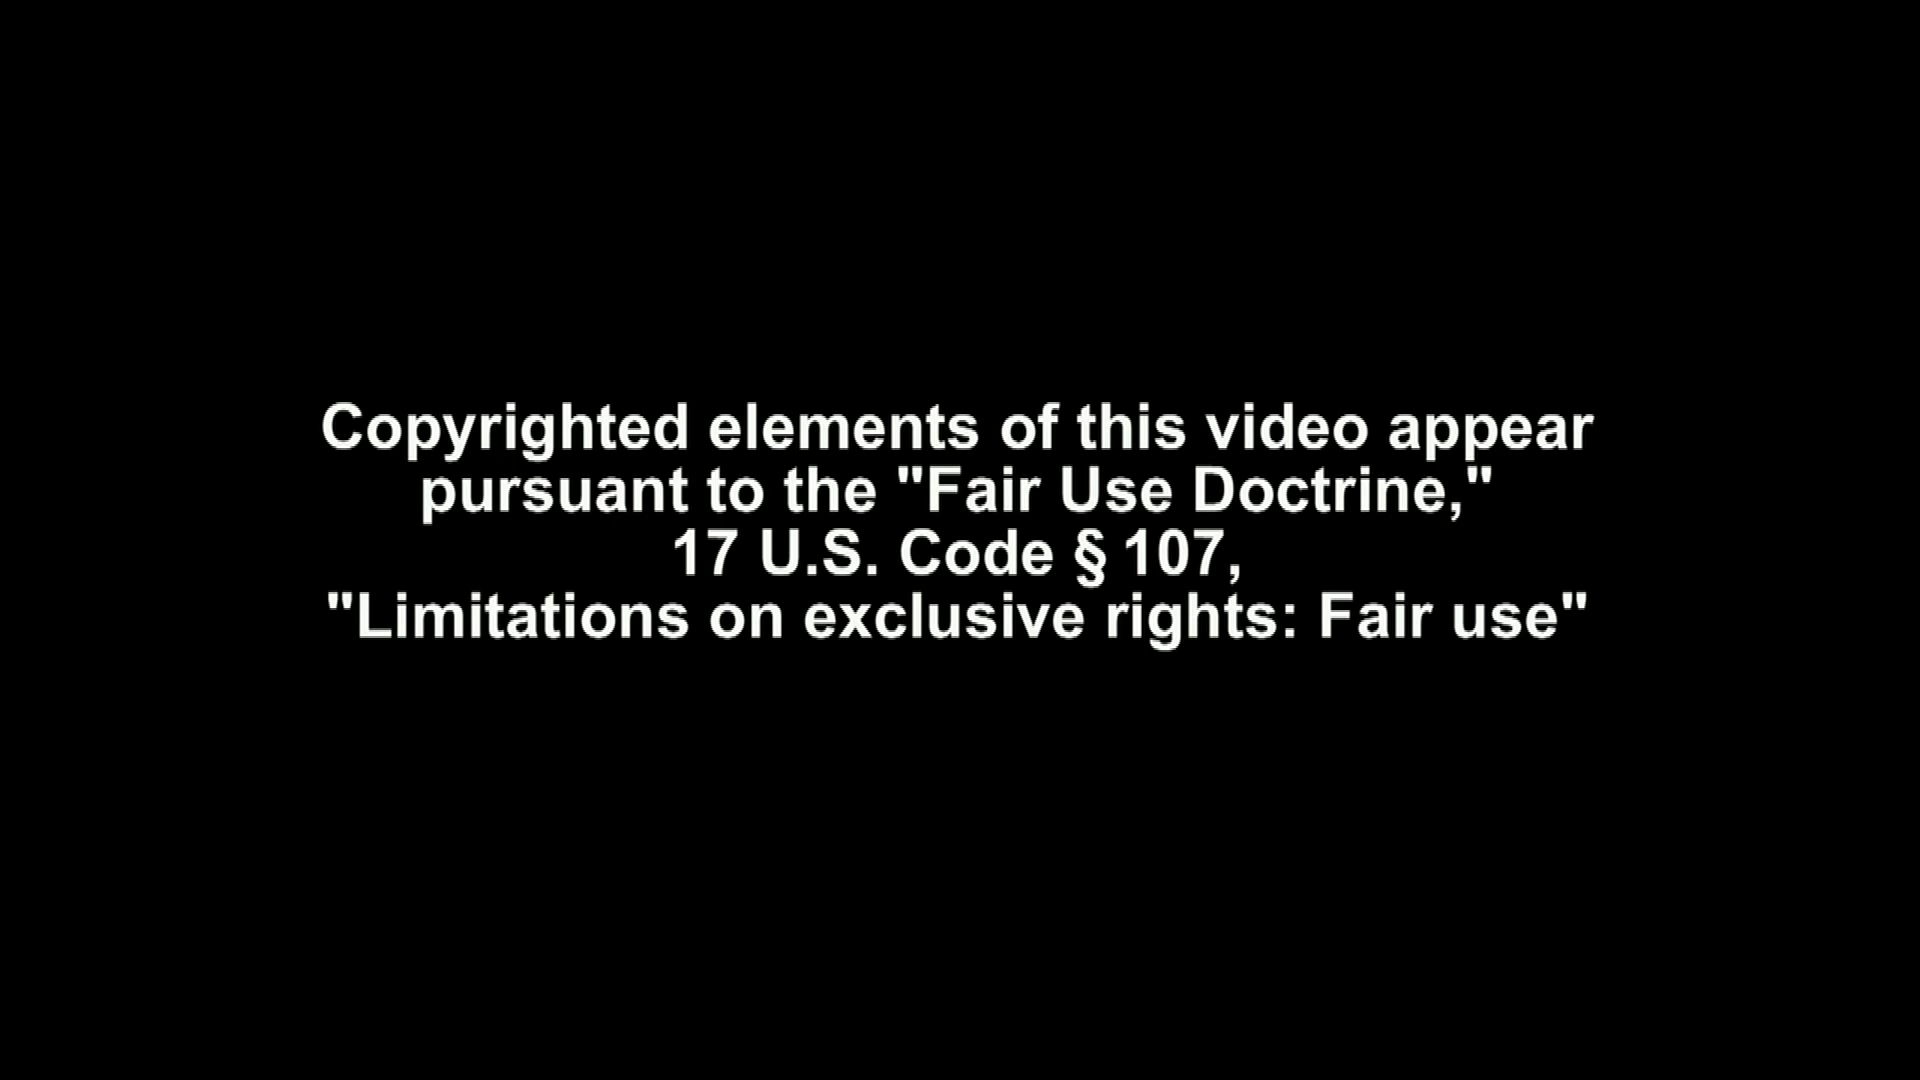 Copyrighted elements of this video appear
pursuant to the "Fair Use Doctrine,"
17 U.S. Code § 107,
"Limitations on exclusive rights: Fair use"